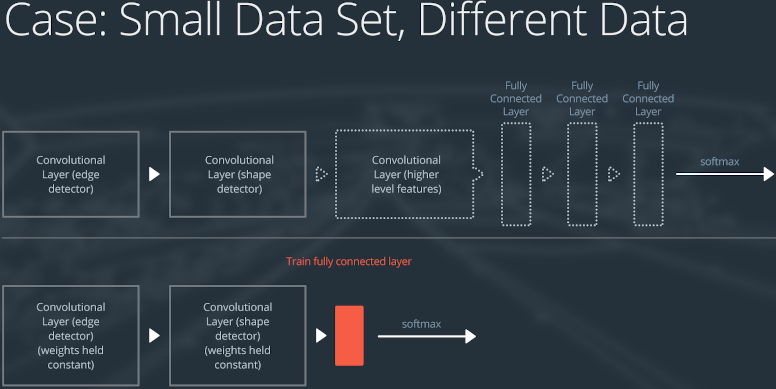 Case: Small Data Set, Different Data
Fully
Connected
Layer
Fully
Connected
Layer
Fully
Connected
Layer
Convolutional
Layer (edge
detector)
Convolutional
Layer (shape
detector)
Convolutional
Layer (higher
level features)
softmax
Train fully connected layer
Convolutional
Layer (edge
detector)
(weights held
constant)
Convolutional
Layer (shape
detector)
(weights held
constant)
softmax